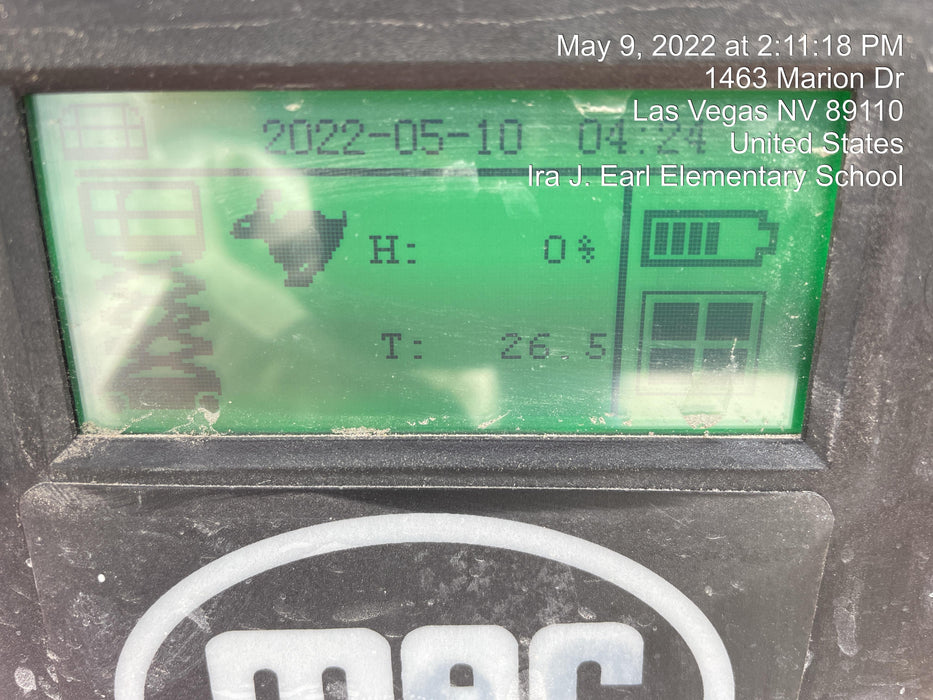 May 9, 2022 at 2:11:18 PM
1463 Marion Dr
Las Vegas NV 89110
United States
Ira J. Earl Elementary School
2022-05-10 04:24
H: 0%
T: 26.5